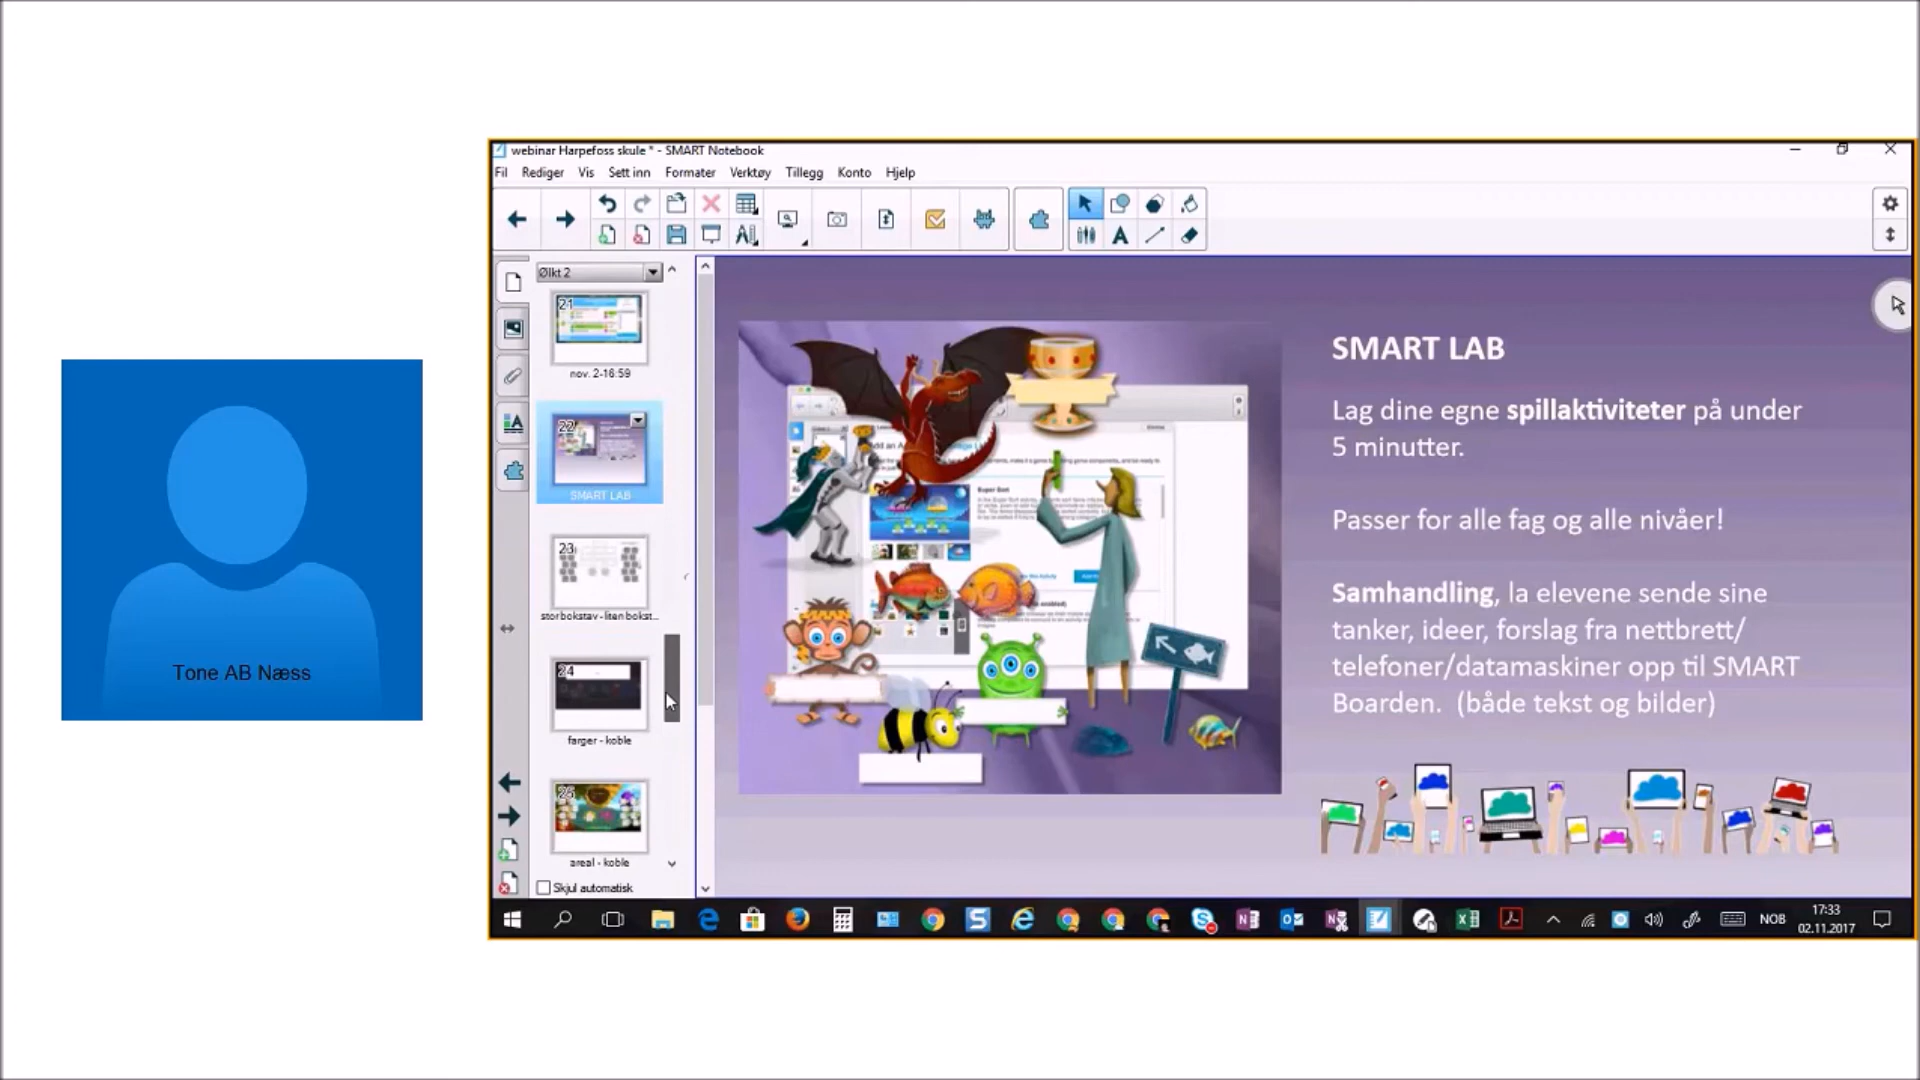 webinar Harpefoss skule * - SMART Notebook
Fil Rediger Vis Sett inn Formater Verktøy Tillegg Konto Hjelp
Ølkt 2
21
nov. 2-16:59
22
SMART LAB
23
storbokstav - liten bokst...
24
farger - koble
25
areal - koble
Skjul automatisk
Super Sort
SMART LAB
Lag dine egne spillaktiviteter på under
5 minutter.
Passer for alle fag og alle nivåer!
Samhandling, la elevene sende sine
tanker, ideer, forslag fra nettbrett/
telefoner/datamaskiner opp til SMART
Boarden. (både tekst og bilder)
Tone AB Næss
NOB
17:33
02.11.2017